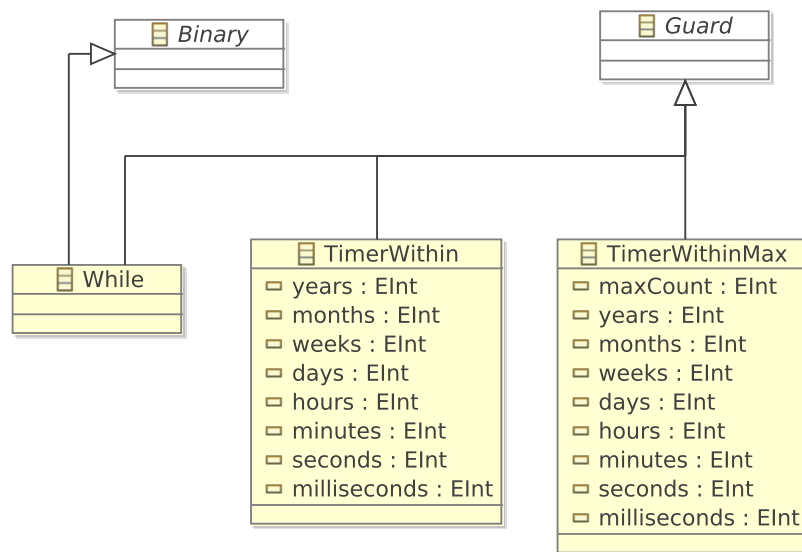 Binary
Guard
While
TimerWithin
years : EInt
months : EInt
weeks : EInt
days : EInt
hours : EInt
minutes : EInt
seconds : EInt
milliseconds : EInt
TimerWithinMax
maxCount : EInt
years : EInt
months : EInt
weeks : EInt
days : EInt
hours : EInt
minutes : EInt
seconds : EInt
milliseconds : EInt